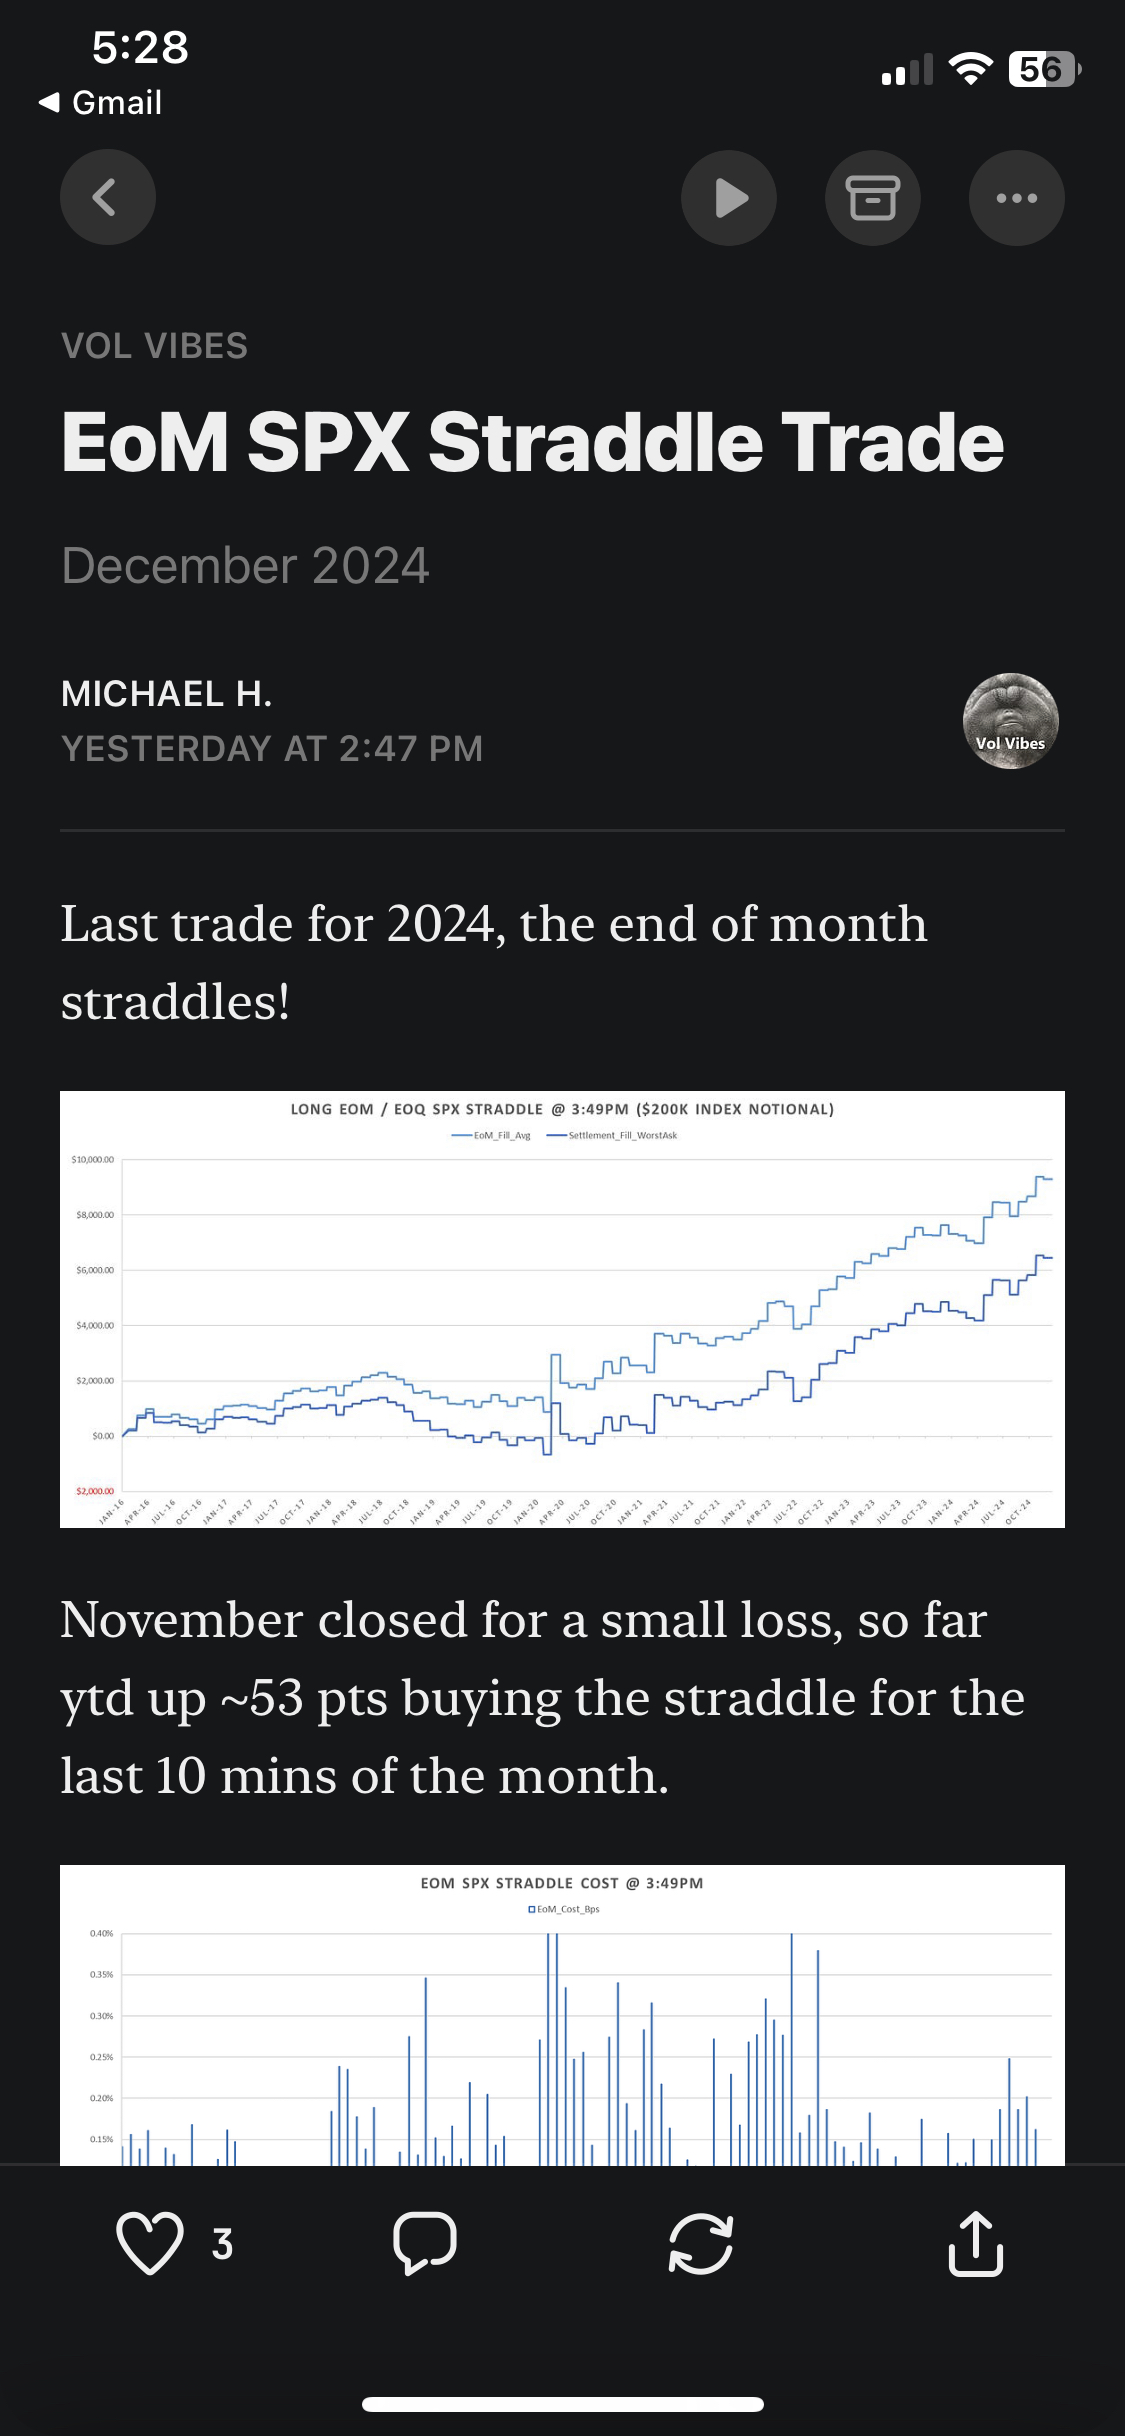 5:28
56
Gmail
VOL VIBES
EoM SPX Straddle Trade
December 2024
MICHAEL H.
YESTERDAY AT 2:47 PM
Vol Vibes
Last trade for 2024, the end of month
straddles!
LONG EOM / EOQ SPX STRADDLE @ 3:49PM ($200K INDEX NOTIONAL)
EoM_Fill_Avg Settlement_Fill_WorstAsk
$10,000.00
$8,000.00
$6,000.00
$4,000.00
$2,000.00
$0.00
$2,000.00
JAN-16 APR-16 JUL-16 OCT-16 JAN-17 APR-17 JUL-17 OCT-17 JAN-18 APR-18 JUL-18 OCT-18 JAN-19 APR-19 JUL-19 OCT-19 JAN-20 APR-20 JUL-20 OCT-20 JAN-21 APR-21 JUL-21 OCT-21 JAN-22 APR-22 JUL-22 OCT-22 JAN-23 APR-23 JUL-23 OCT-23 JAN-24 APR-24 JUL-24 OCT-24
November closed for a small loss, so far
ytd up ~53 pts buying the straddle for the
last 10 mins of the month.
EOM SPX STRADDLE COST @ 3:49PM
EoM_Cost_Bps
0.40%
0.35%
0.30%
0.25%
0.20%
0.15%
3